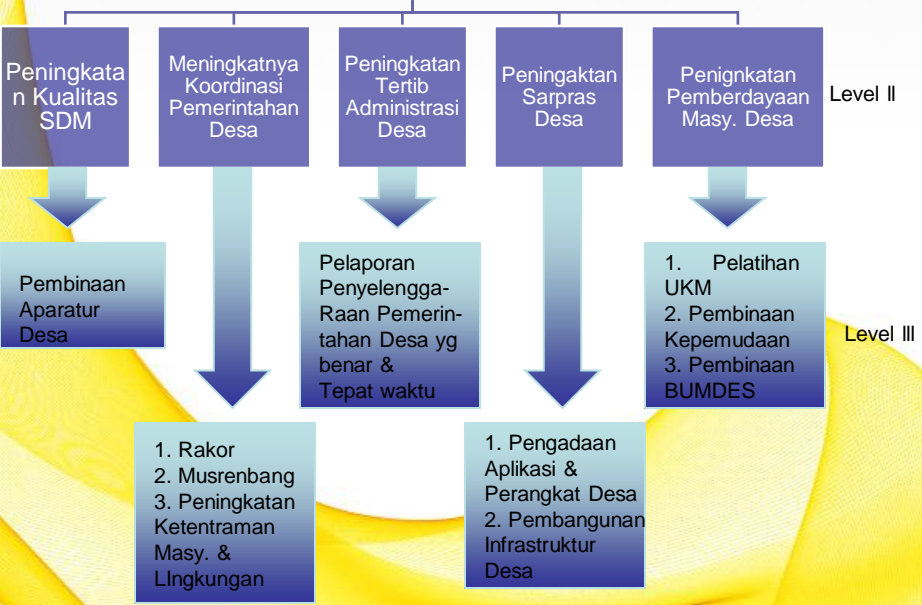 Peningkata
n Kualitas
SDM
Meningkatnya
Koordinasi
Pemerintahan
Desa
Peningkatan
Tertib
Administrasi
Desa
Peningaktan
Sarpras
Desa
Penignkatan
Pemberdayaan
Masy. Desa
Level II
Pembinaan
Aparatur
Desa
Pelaporan
Penyelengga-
Raan Pemerin-
tahan Desa yg
benar &
Tepat waktu
1. Pelatihan
UKM
2. Pembinaan
Kepemudaan
3. Pembinaan
BUMDES
Level III
1. Rakor
2. Musrenbang
3. Peningkatan
Ketentraman
Masy. &
LIngkungan
1. Pengadaan
Aplikasi &
Perangkat Desa
2. Pembangunan
Infrastruktur
Desa